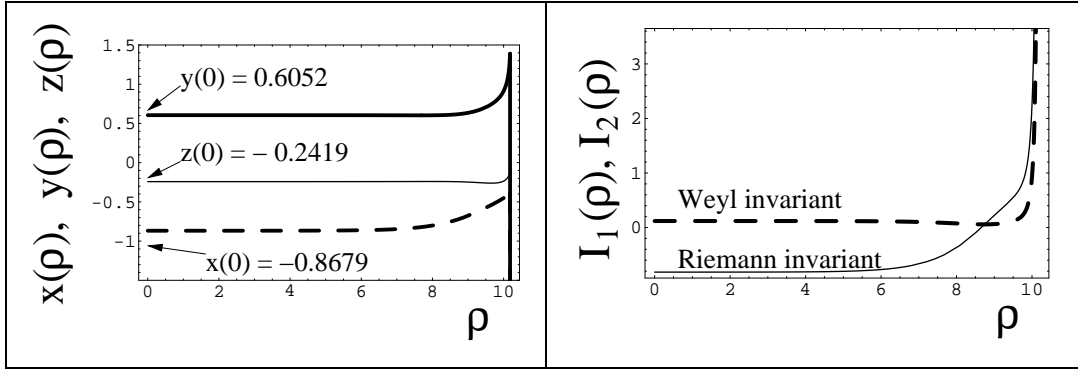 x(ρ), y(ρ), z(ρ)
1.5
1
0.5
0
−0.5
−1
y(0) = 0.6052
z(0) = − 0.2419
x(0) = −0.8679
0 2 4 6 8 10
ρ
I1(ρ), I2(ρ)
3
2
1
0
Weyl invariant
Riemann invariant
0 2 4 6 8 10
ρ